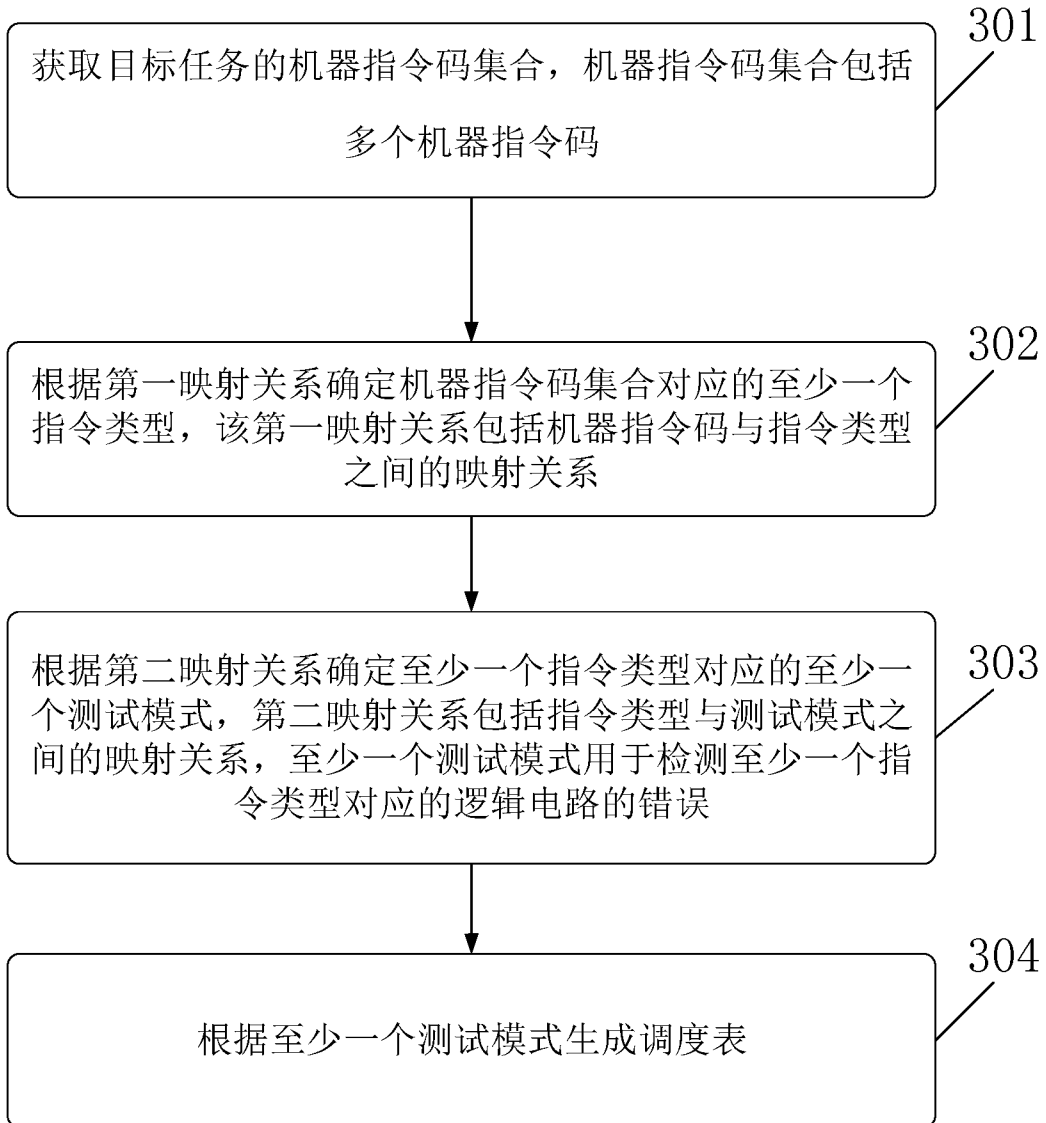 301
获取目标任务的机器指令码集合，机器指令码集合包括
多个机器指令码
302
根据第一映射关系确定机器指令码集合对应的至少一个
指令类型，该第一映射关系包括机器指令码与指令类型
之间的映射关系
303
根据第二映射关系确定至少一个指令类型对应的至少一
个测试模式，第二映射关系包括指令类型与测试模式之
间的映射关系，至少一个测试模式用于检测至少一个指
令类型对应的逻辑电路的错误
304
根据至少一个测试模式生成调度表